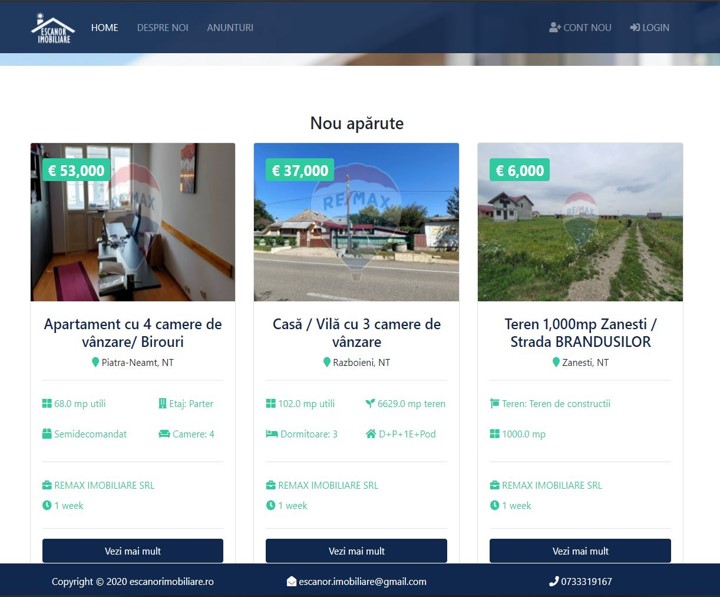 ESCANOR
IMOBILIARE
HOME DESPRE NOI ANUNTURI CONT NOU LOGIN
Nou apărute
€ 53,000
RE/MAX
Apartament cu 4 camere de
vânzare/ Birouri
Piatra-Neamt, NT
68.0 mp utili Etaj: Parter
Semidecomandat Camere: 4
REMAX IMOBILIARE SRL
1 week
Vezi mai mult
€ 37,000
RE/MAX
Casă / Vilă cu 3 camere de
vânzare
Razboieni, NT
102.0 mp utili 6629.0 mp teren
Dormitoare: 3 D+P+1E+Pod
REMAX IMOBILIARE SRL
1 week
Vezi mai mult
€ 6,000
RE/MAX
Teren 1,000mp Zanesti /
Strada BRANDUSILOR
Zanesti, NT
Teren: Teren de constructii
1000.0 mp
REMAX IMOBILIARE SRL
1 week
Vezi mai mult
Copyright © 2020 escanorimobiliare.ro escanor.imobiliare@gmail.com 0733319167